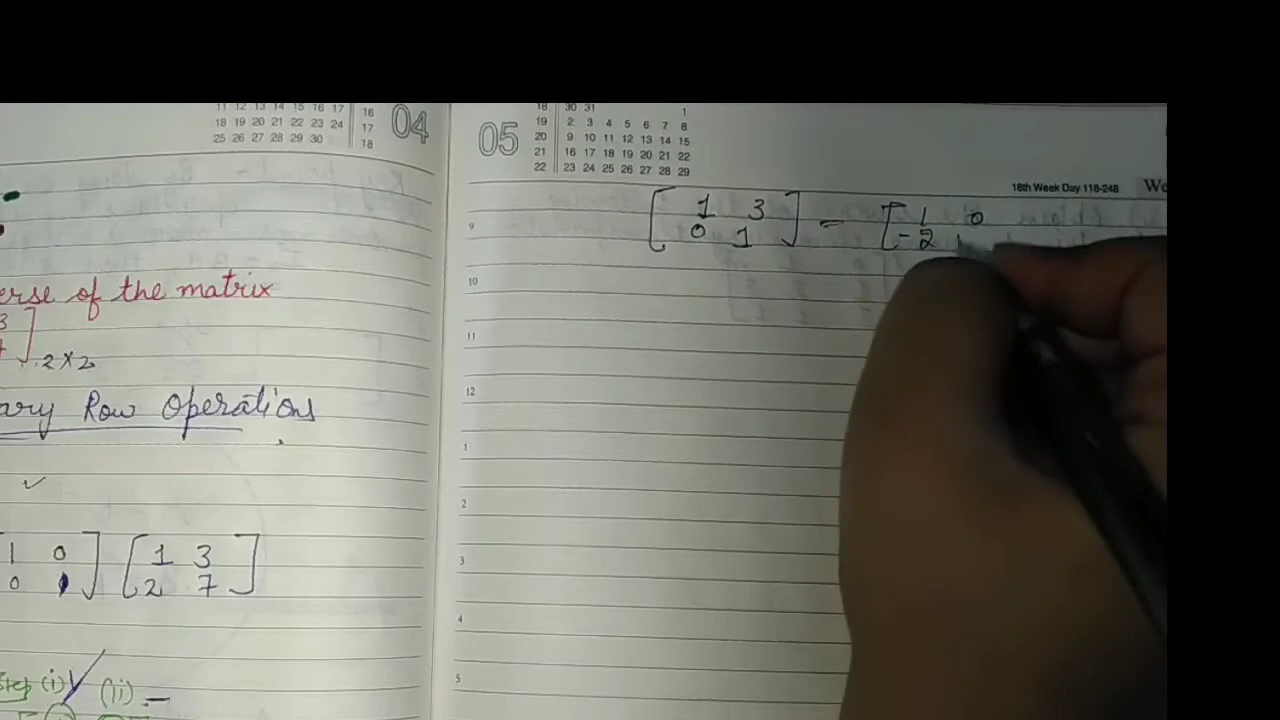 11 12 13 14 15 16 17
18 19 20 21 22 23 24
25 26 27 28 29 30
16
17
18
04
erse of the matrix
3
2×2
ary Row Operations
1 0 1 3
0 1 2 7
Step (i) (ii) -
05
18 30 31 1
19 2 3 4 5 6 7 8
20 9 10 11 12 13 14 15
21 16 17 18 19 20 21 22
22 23 24 25 26 27 28 29
18th Week Day 118-248
We
1 3 = 1 0
0 1 -2 1
9
10
11
12
1
2
3
4
5